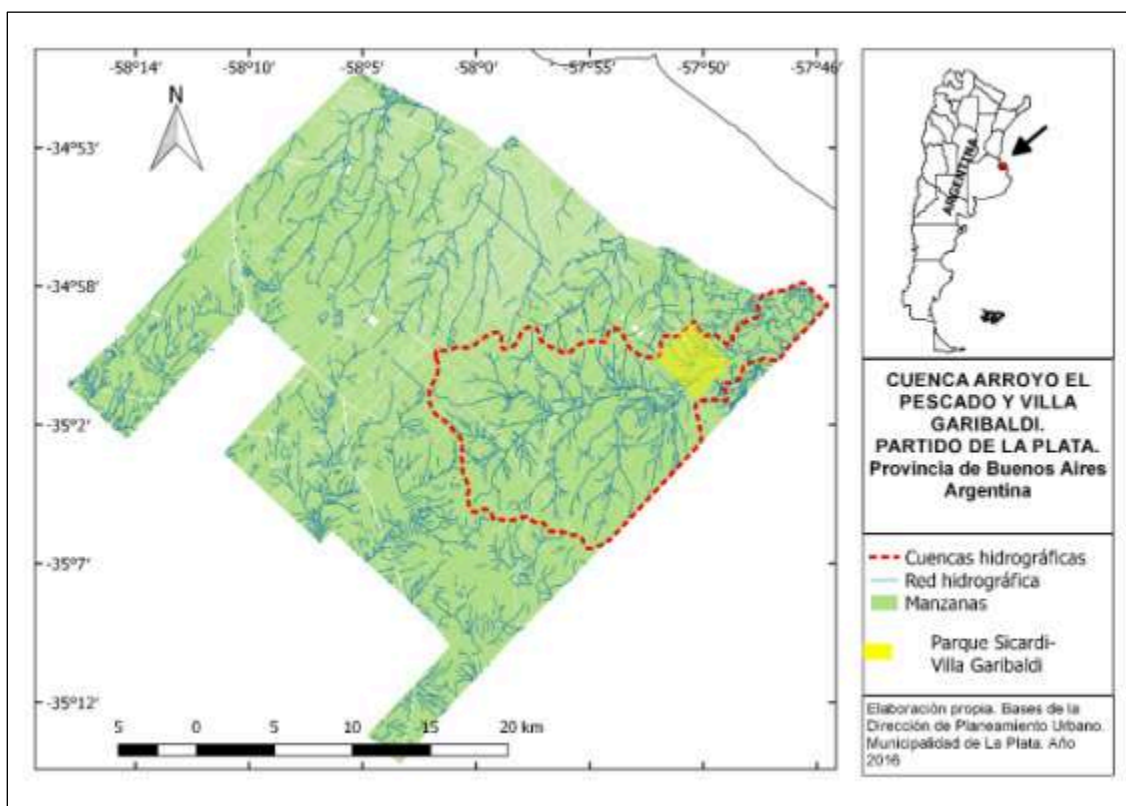 -58°14' -58°10' -58°5' -58°0' -57°55' -57°50' -57°46'
N
-34°53'
-34°58'
-35°2'
-35°7'
-35°12'
5 0 5 10 15 20 km
ARGENTINA
CUENCA ARROYO EL
PESCADO Y VILLA
GARIBALDI.
PARTIDO DE LA PLATA.
Provincia de Buenos Aires
Argentina
Cuencas hidrográficas
Red hidrográfica
Manzanas
Parque Sicardi-
Villa Garibaldi
Elaboración propia. Bases de la
Dirección de Planeamiento Urbano.
Municipalidad de La Plata. Año
2016